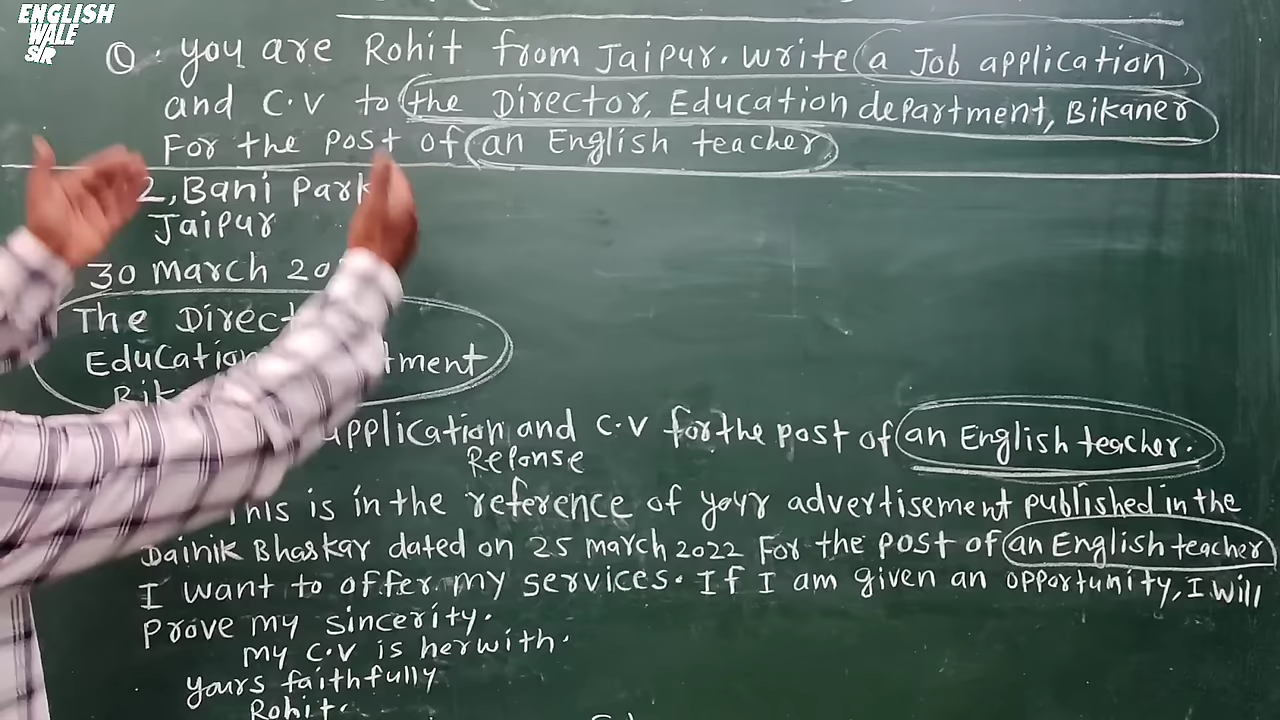 ENGLISH
WALE
SIR
Q. you are Rohit from Jaipur. write a Job application
and C.V to the Director, Education department, Bikaner
For the post of an English teacher
2, Bani Park
Jaipur
30 March
The
Education
application and C.V for the post of an English teacher.
Reponse
This is in the reference of your advertisement published in the
Dainik Bhaskar dated on 25 March 2022 For the post of an English teacher
I want to offer my services. If I am given an opportunity, I will
Prove my sincerity.
my C.V is herwith.
yours faithfully
Rohit